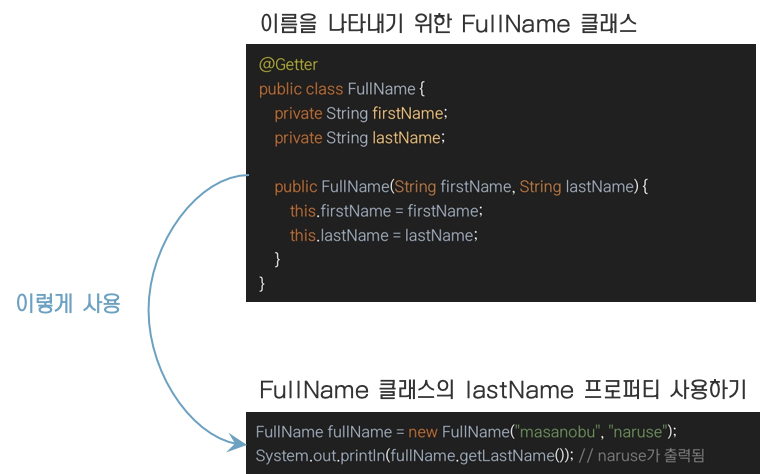 이름을 나타내기 위한 FullName 클래스
@Getter
public class FullName {
private String firstName;
private String lastName;
public FullName(String firstName, String lastName) {
this.firstName = firstName;
this.lastName = lastName;
}
}
이렇게 사용
FullName 클래스의 lastName 프로퍼티 사용하기
FullName fullName = new FullName("masanobu", "naruse");
System.out.println(fullName.getLastName()); // naruse가 출력됨